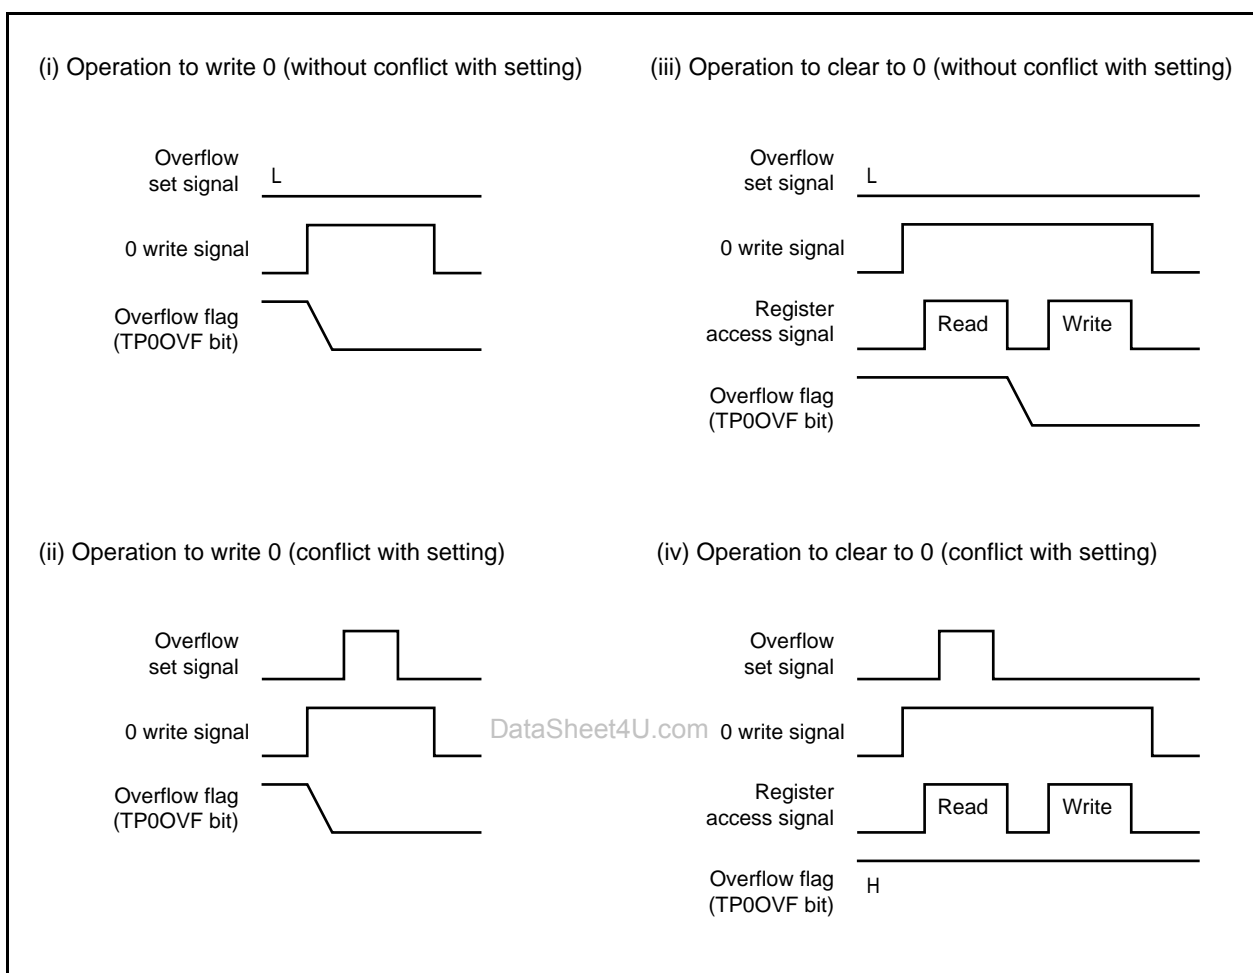 (i) Operation to write 0 (without conflict with setting)
Overflow
set signal
L
0 write signal
Overflow flag
(TP0OVF bit)
(iii) Operation to clear to 0 (without conflict with setting)
Overflow
set signal
L
0 write signal
Register
access signal
Read
Write
Overflow flag
(TP0OVF bit)
(ii) Operation to write 0 (conflict with setting)
Overflow
set signal
0 write signal
Overflow flag
(TP0OVF bit)
DataSheet4U.com
(iv) Operation to clear to 0 (conflict with setting)
Overflow
set signal
0 write signal
Register
access signal
Read
Write
Overflow flag
(TP0OVF bit)
H